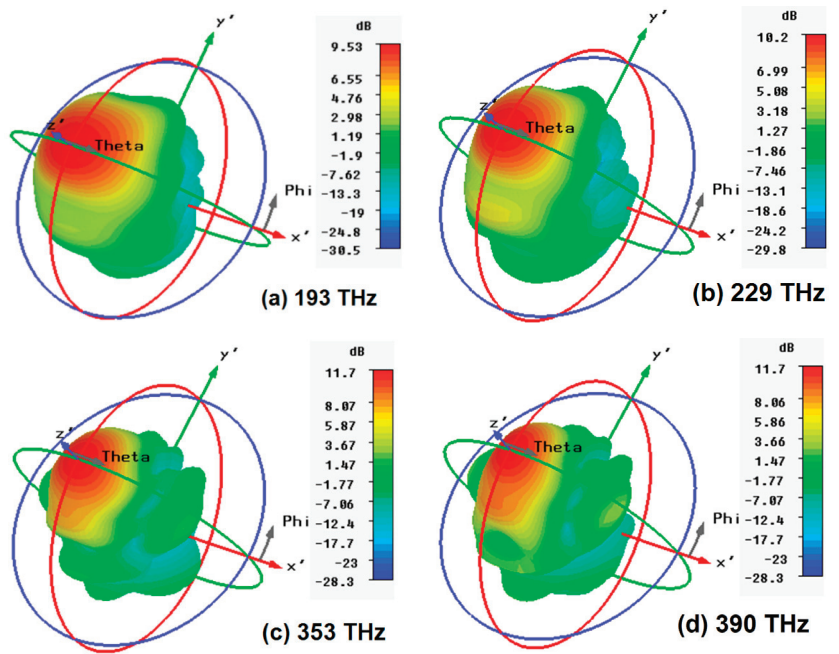 dB
9.53
6.55
4.76
2.98
1.19
-1.9
-7.62
-13.3
-19
-24.8
-30.5
y'
z'
Theta
Phi
x'
(a) 193 THz
dB
10.2
6.99
5.08
3.18
1.27
-1.86
-7.46
-13.1
-18.6
-24.2
-29.8
y'
z'
Theta
Phi
x'
(b) 229 THz
dB
11.7
8.07
5.87
3.67
1.47
-1.77
-7.06
-12.4
-17.7
-23
-28.3
y'
z'
Theta
Phi
x'
(c) 353 THz
dB
11.7
8.07
5.86
3.66
1.47
-1.77
-7.07
-12.4
-17.7
-23
-28.3
y'
z'
Theta
Phi
x'
(d) 390 THz